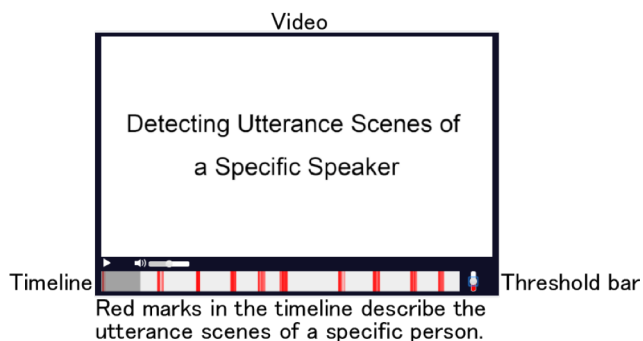 Video
Detecting Utterance Scenes of
a Specific Speaker
Timeline
Threshold bar
Red marks in the timeline describe the
utterance scenes of a specific person.